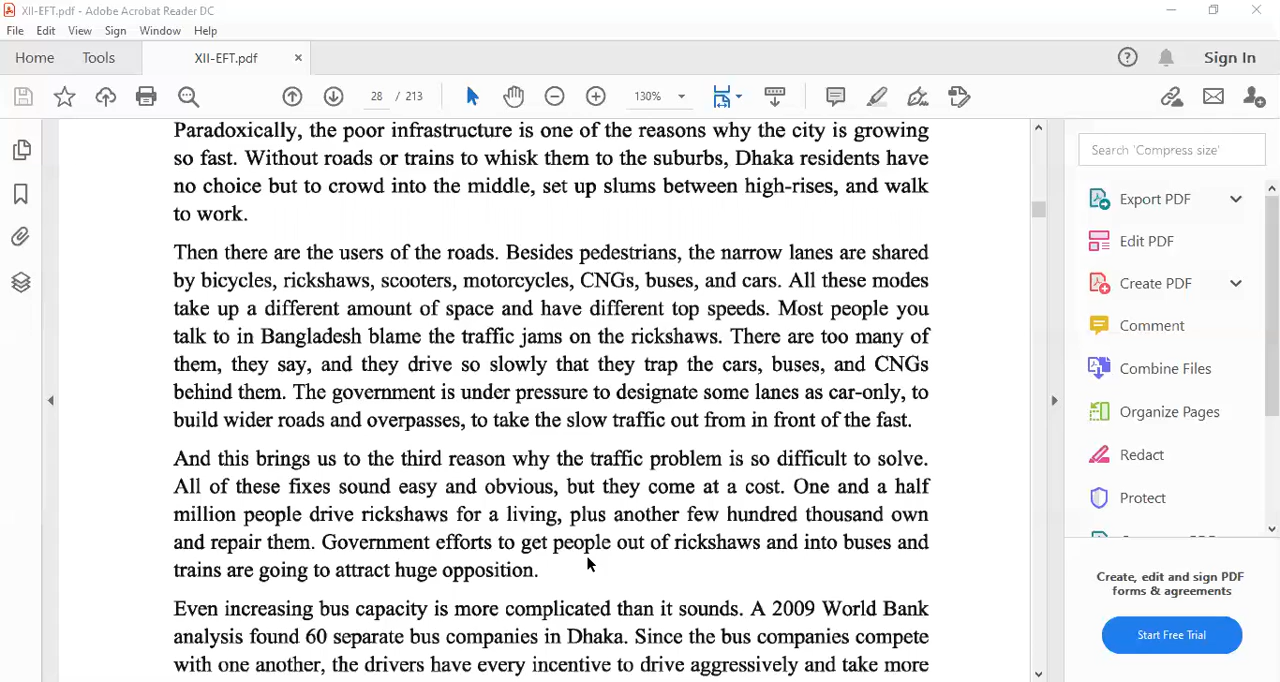 XII-EFT.pdf - Adobe Acrobat Reader DC
File Edit View Sign Window Help
Home Tools XII-EFT.pdf × Sign In
28 / 213 130%
Paradoxically, the poor infrastructure is one of the reasons why the city is growing
so fast. Without roads or trains to whisk them to the suburbs, Dhaka residents have
no choice but to crowd into the middle, set up slums between high-rises, and walk
to work.
Then there are the users of the roads. Besides pedestrians, the narrow lanes are shared
by bicycles, rickshaws, scooters, motorcycles, CNGs, buses, and cars. All these modes
take up a different amount of space and have different top speeds. Most people you
talk to in Bangladesh blame the traffic jams on the rickshaws. There are too many of
them, they say, and they drive so slowly that they trap the cars, buses, and CNGs
behind them. The government is under pressure to designate some lanes as car-only, to
build wider roads and overpasses, to take the slow traffic out from in front of the fast.
And this brings us to the third reason why the traffic problem is so difficult to solve.
All of these fixes sound easy and obvious, but they come at a cost. One and a half
million people drive rickshaws for a living, plus another few hundred thousand own
and repair them. Government efforts to get people out of rickshaws and into buses and
trains are going to attract huge opposition.
Even increasing bus capacity is more complicated than it sounds. A 2009 World Bank
analysis found 60 separate bus companies in Dhaka. Since the bus companies compete
with one another, the drivers have every incentive to drive aggressively and take more
Search 'Compress size'
Export PDF
Edit PDF
Create PDF
Comment
Combine Files
Organize Pages
Redact
Protect
Create, edit and sign PDF
forms & agreements
Start Free Trial